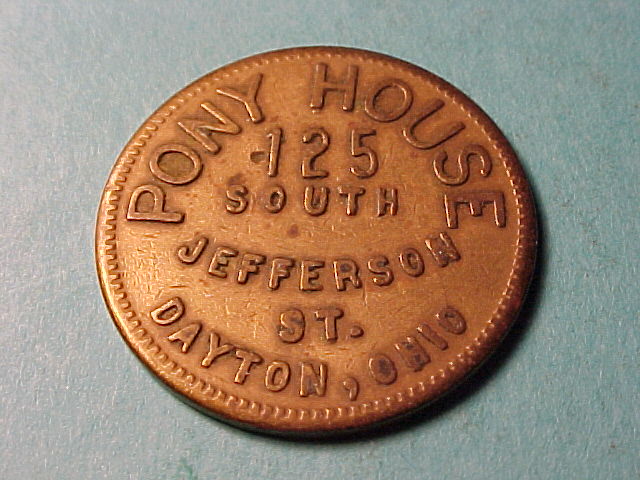 PONY HOUSE
125
SOUTH
JEFFERSON
ST.
DAYTON, OHIO